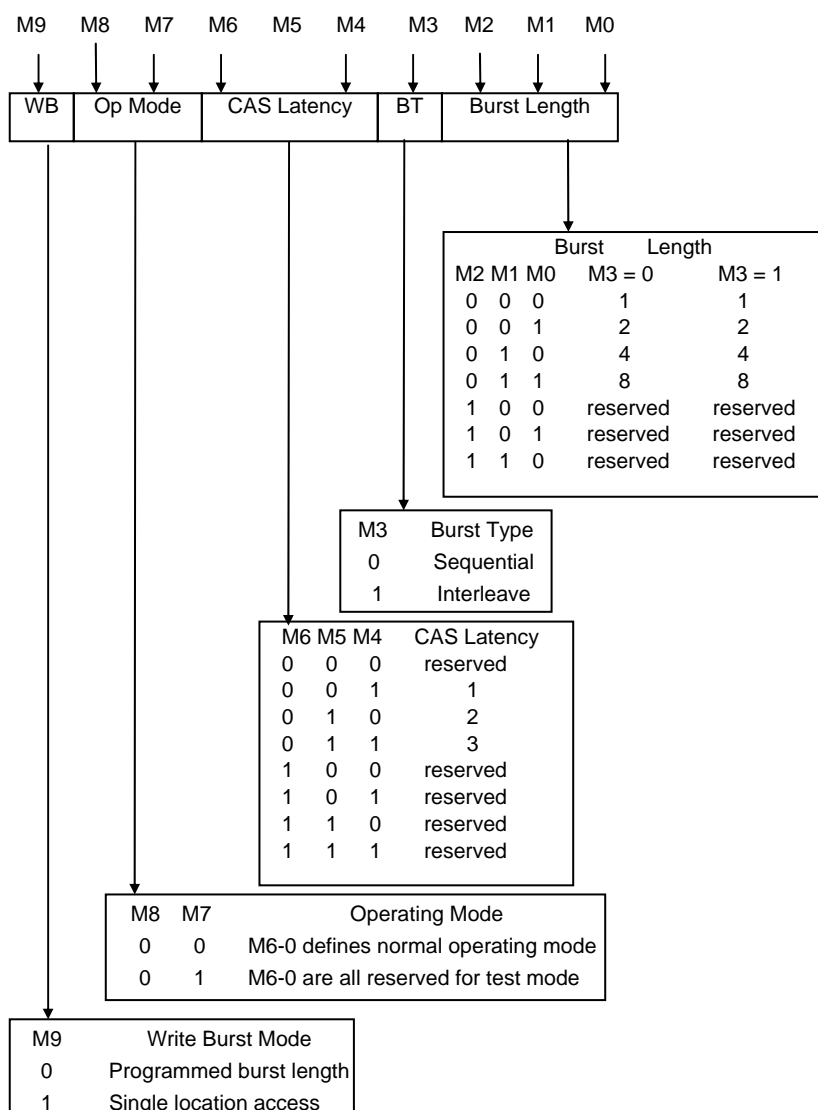 M9 M8 M7 M6 M5 M4 M3 M2 M1 M0
WB Op Mode CAS Latency BT Burst Length
Burst Length
M2 M1 M0 M3 = 0 M3 = 1
0 0 0 1 1
0 0 1 2 2
0 1 0 4 4
0 1 1 8 8
1 0 0 reserved reserved
1 0 1 reserved reserved
1 1 0 reserved reserved
M3 Burst Type
0 Sequential
1 Interleave
M6 M5 M4 CAS Latency
0 0 0 reserved
0 0 1 1
0 1 0 2
0 1 1 3
1 0 0 reserved
1 0 1 reserved
1 1 0 reserved
1 1 1 reserved
M8 M7 Operating Mode
0 0 M6-0 defines normal operating mode
0 1 M6-0 are all reserved for test mode
M9 Write Burst Mode
0 Programmed burst length
1 Single location access